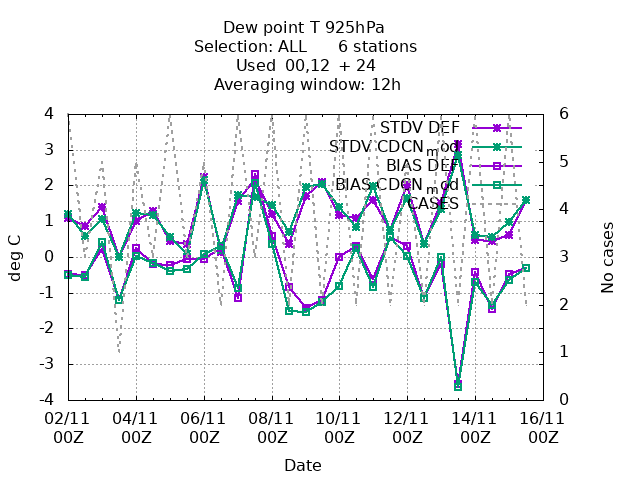 Dew point T 925hPa
Selection: ALL 6 stations
Used 00,12 + 24
Averaging window: 12h
4
3
2
1
0
-1
-2
-3
-4
deg C
6
5
4
3
2
1
0
No cases
STDV DEF
STDV CDCNmod
BIAS DEF
BIAS CDCNmod
CASES
02/11 04/11 06/11 08/11 10/11 12/11 14/11 16/11
00Z 00Z 00Z 00Z 00Z 00Z 00Z 00Z
Date